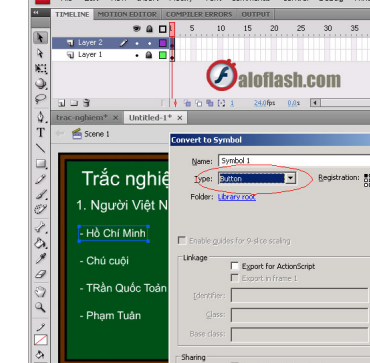 TIMELINE MOTION EDITOR COMPILER ERRORS OUTPUT
5 10 15 20 25 30 35
Layer 2
Layer 1
aloflash.com
1 24.0fps 0.0s
trac-nghiem* × Untitled-1* ×
Scene 1
Convert to Symbol
Name: Symbol 1
Type: Button Registration:
Folder: Library root
Enable guides for 9-slice scaling
Linkage
Export for ActionScript
Export in frame 1
Identifier:
Class:
Base class:
Sharing
Trắc nghiệ
1. Người Việt N
- Hồ Chí Minh
- Chú cuội
- TRần Quốc Toán
- Phạm Tuân